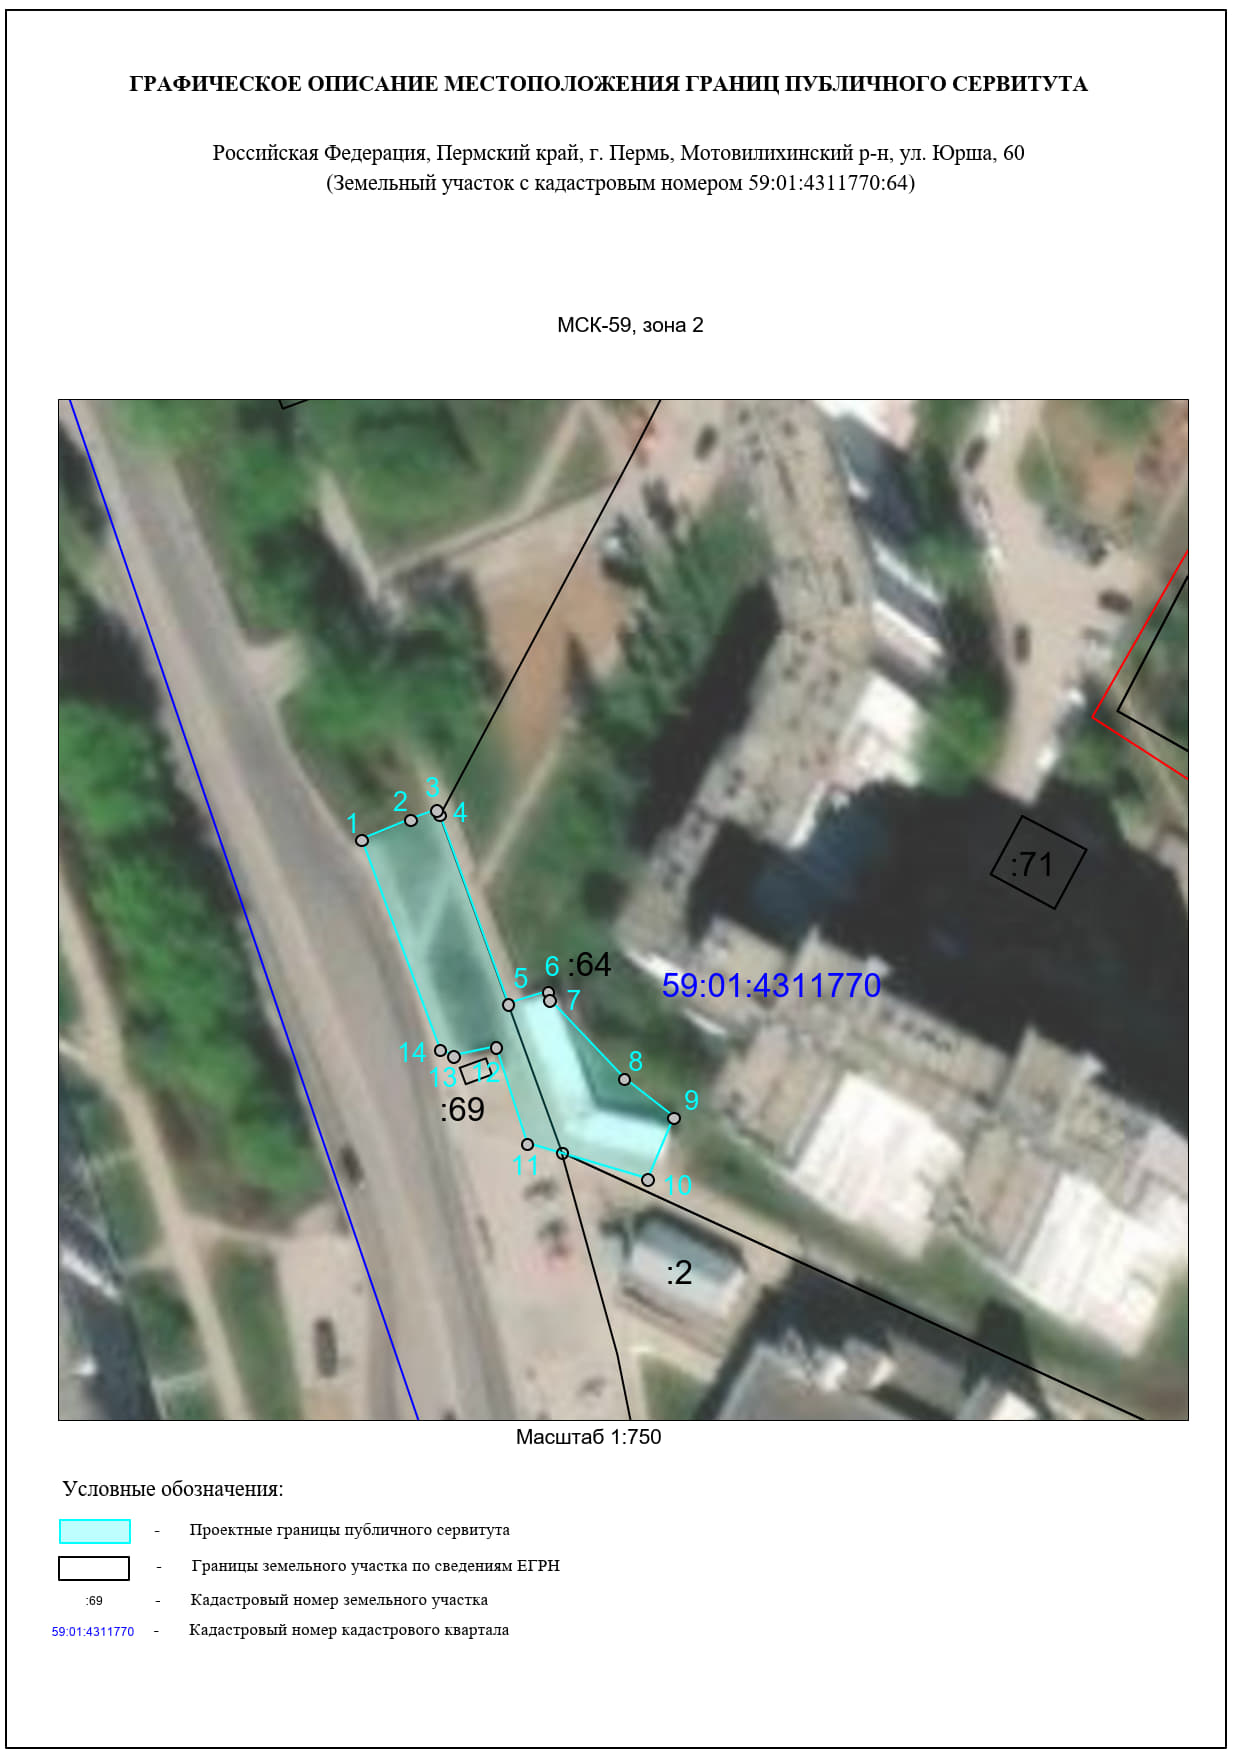 ГРАФИЧЕСКОЕ ОПИСАНИЕ МЕСТОПОЛОЖЕНИЯ ГРАНИЦ ПУБЛИЧНОГО СЕРВИТУТА
Российская Федерация, Пермский край, г. Пермь, Мотовилихинский р-н, ул. Юрша, 60
(Земельный участок с кадастровым номером 59:01:4311770:64)
МСК-59, зона 2
3
2
4
1
:71
6 :64
5
59:01:4311770
7
14
8
13 12
9
:69
11
10
:2
Масштаб 1:750
Условные обозначения:
- Проектные границы публичного сервитута
- Границы земельного участка по сведениям ЕГРН
:69 - Кадастровый номер земельного участка
59:01:4311770 - Кадастровый номер кадастрового квартала